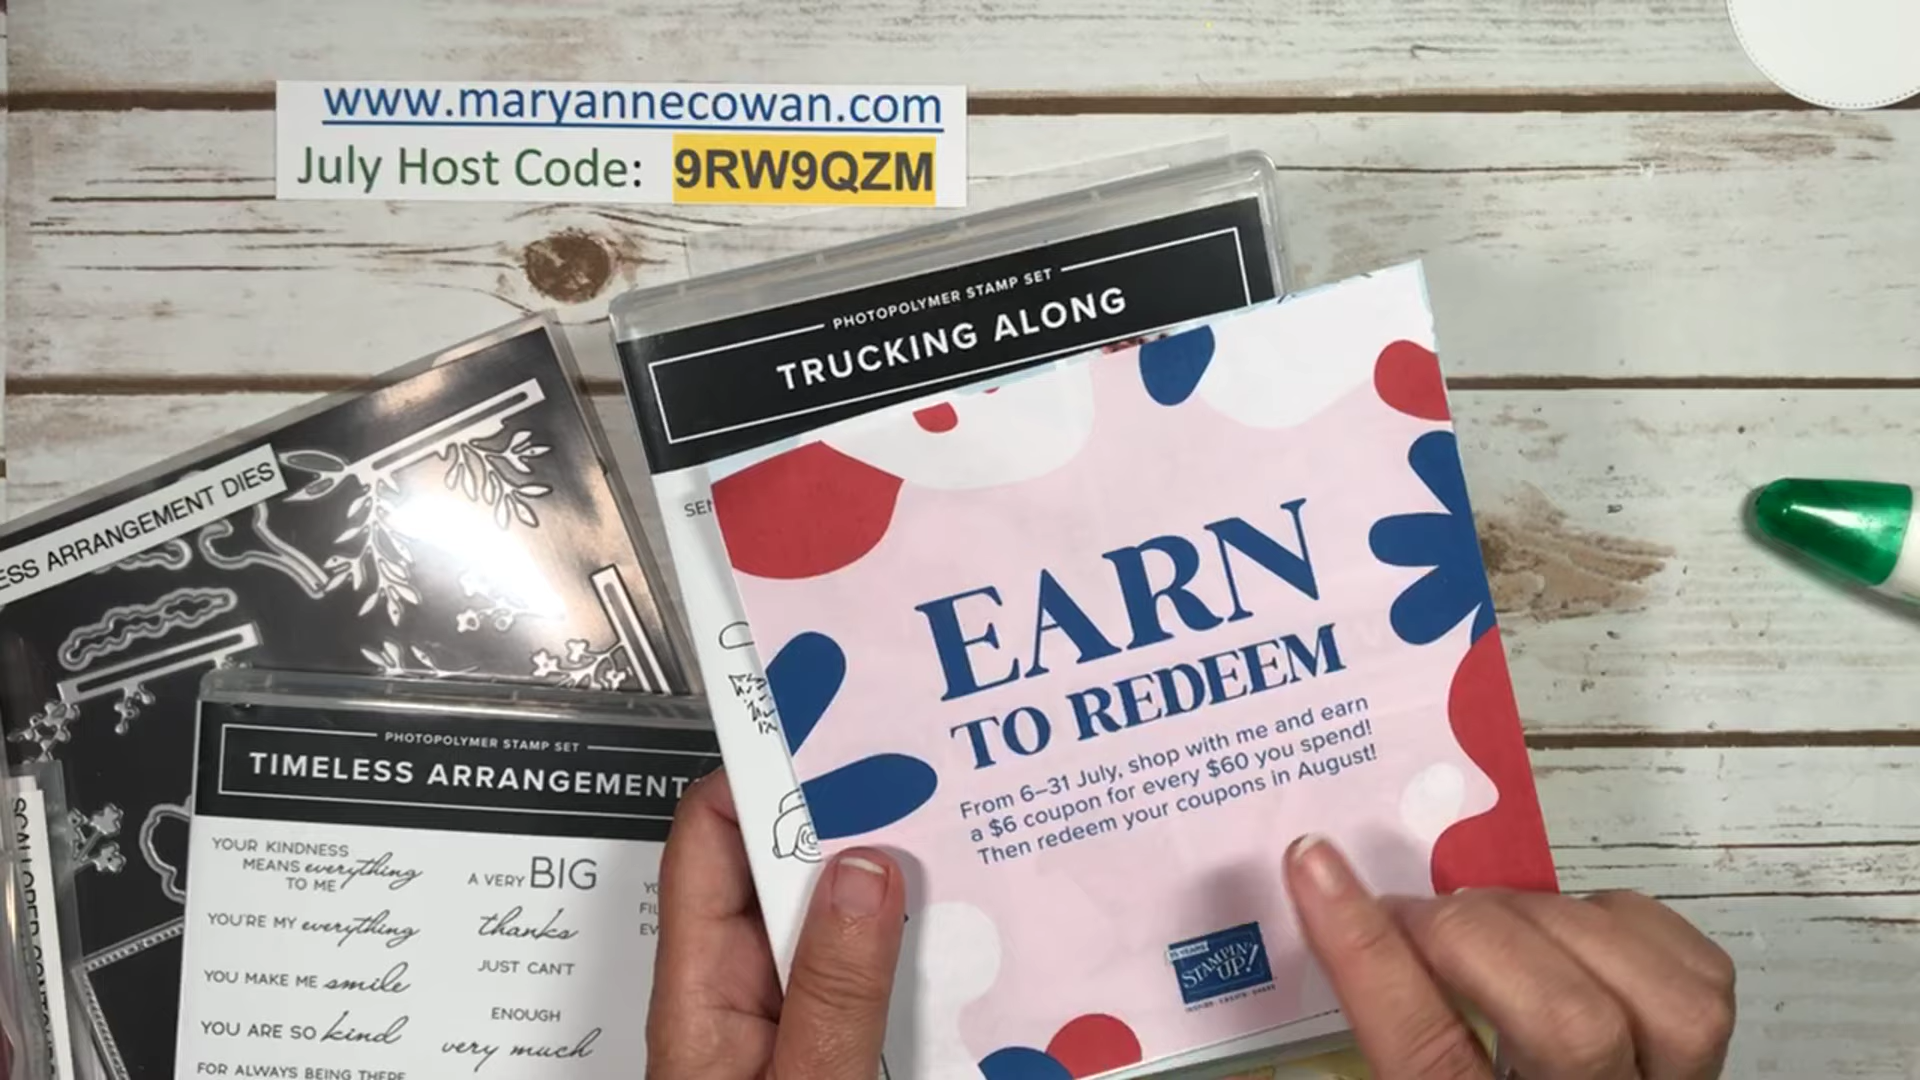 www.maryannecowan.com
July Host Code: 9RW9QZM
PHOTOPOLYMER STAMP SET
TRUCKING ALONG
EARN
TO REDEEM
From 6–31 July, shop with me and earn
a $6 coupon for every $60 you spend!
Then redeem your coupons in August!
STAMPIN' UP!
ARRANGEMENT DIES
PHOTOPOLYMER STAMP SET
TIMELESS ARRANGEMENT
YOUR KINDNESS
MEANS everything
TO ME
YOU'RE MY everything
YOU MAKE ME smile
YOU ARE SO kind
FOR ALWAYS BEING THERE
A VERY BIG
thanks
JUST CAN'T
ENOUGH
very much